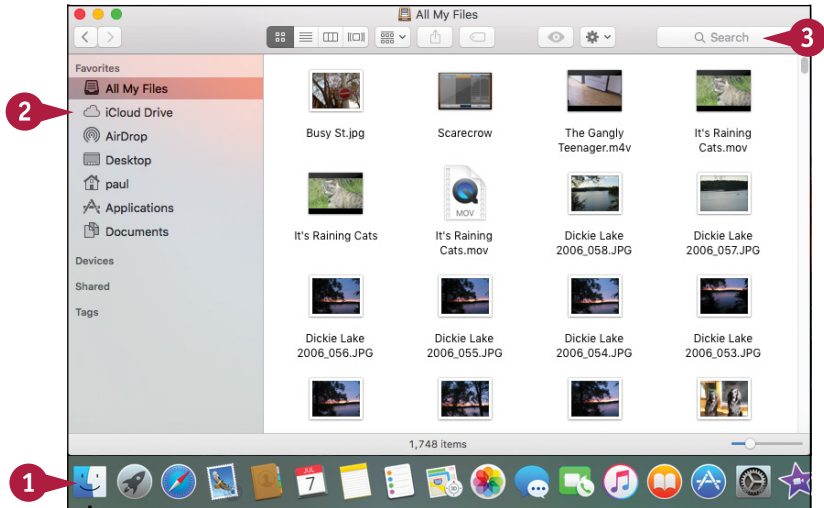 All My Files
Search
3
Favorites
All My Files
2
iCloud Drive
AirDrop
Desktop
paul
Applications
Documents
Devices
Shared
Tags
Busy St.jpg
Scarecrow
The Gangly
Teenager.m4v
It's Raining
Cats.mov
It's Raining Cats
MOV
It's Raining
Cats.mov
Dickie Lake
2006_058.JPG
Dickie Lake
2006_057.JPG
Dickie Lake
2006_056.JPG
Dickie Lake
2006_055.JPG
Dickie Lake
2006_054.JPG
Dickie Lake
2006_053.JPG
1,748 items
1
JUL
7